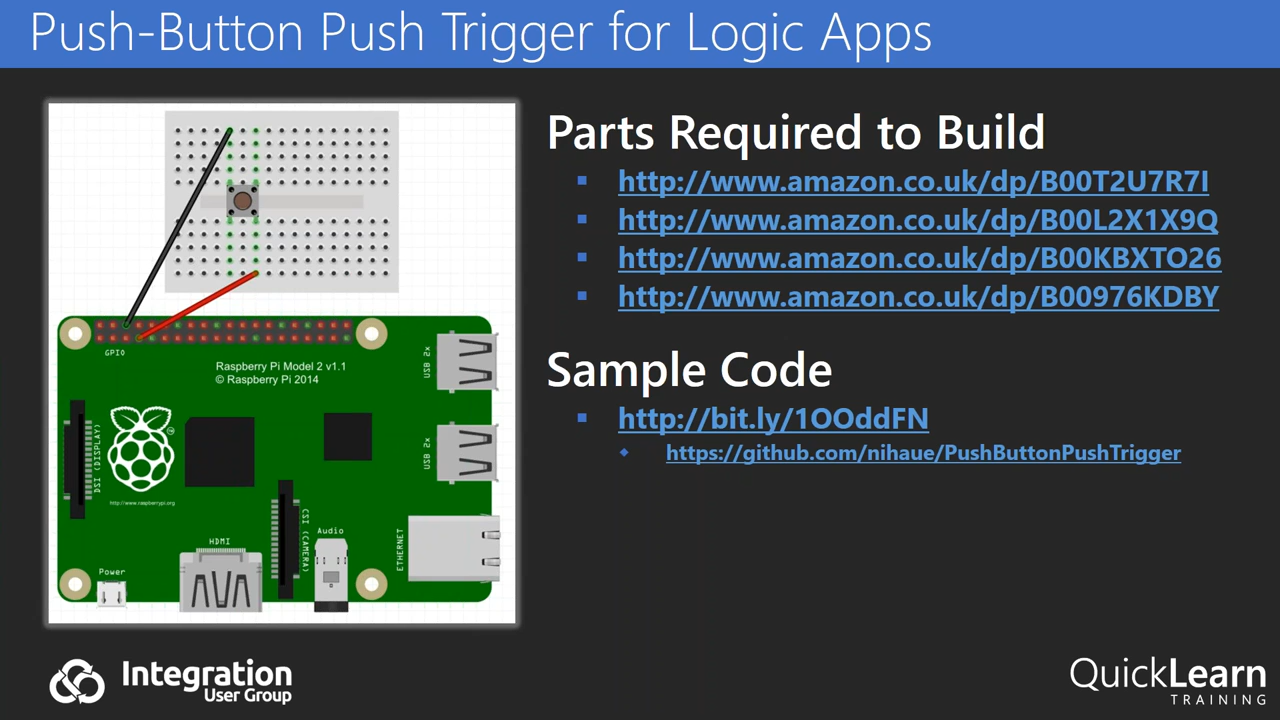 Push-Button Push Trigger for Logic Apps
Parts Required to Build
http://www.amazon.co.uk/dp/B00T2U7R7I
http://www.amazon.co.uk/dp/B00L2X1X9Q
http://www.amazon.co.uk/dp/B00KBXTO26
http://www.amazon.co.uk/dp/B00976KDBY
Sample Code
http://bit.ly/1OOddFN
https://github.com/nihaue/PushButtonPushTrigger
GPIO
Raspberry Pi Model 2 v1.1
© Raspberry Pi 2014
USB 2x
DSI (DISPLAY)
http://www.raspberrypi.org
USB 2x
CSI (CAMERA)
Audio
HDMI
ETHERNET
Power
Integration
User Group
QuickLearn
TRAINING